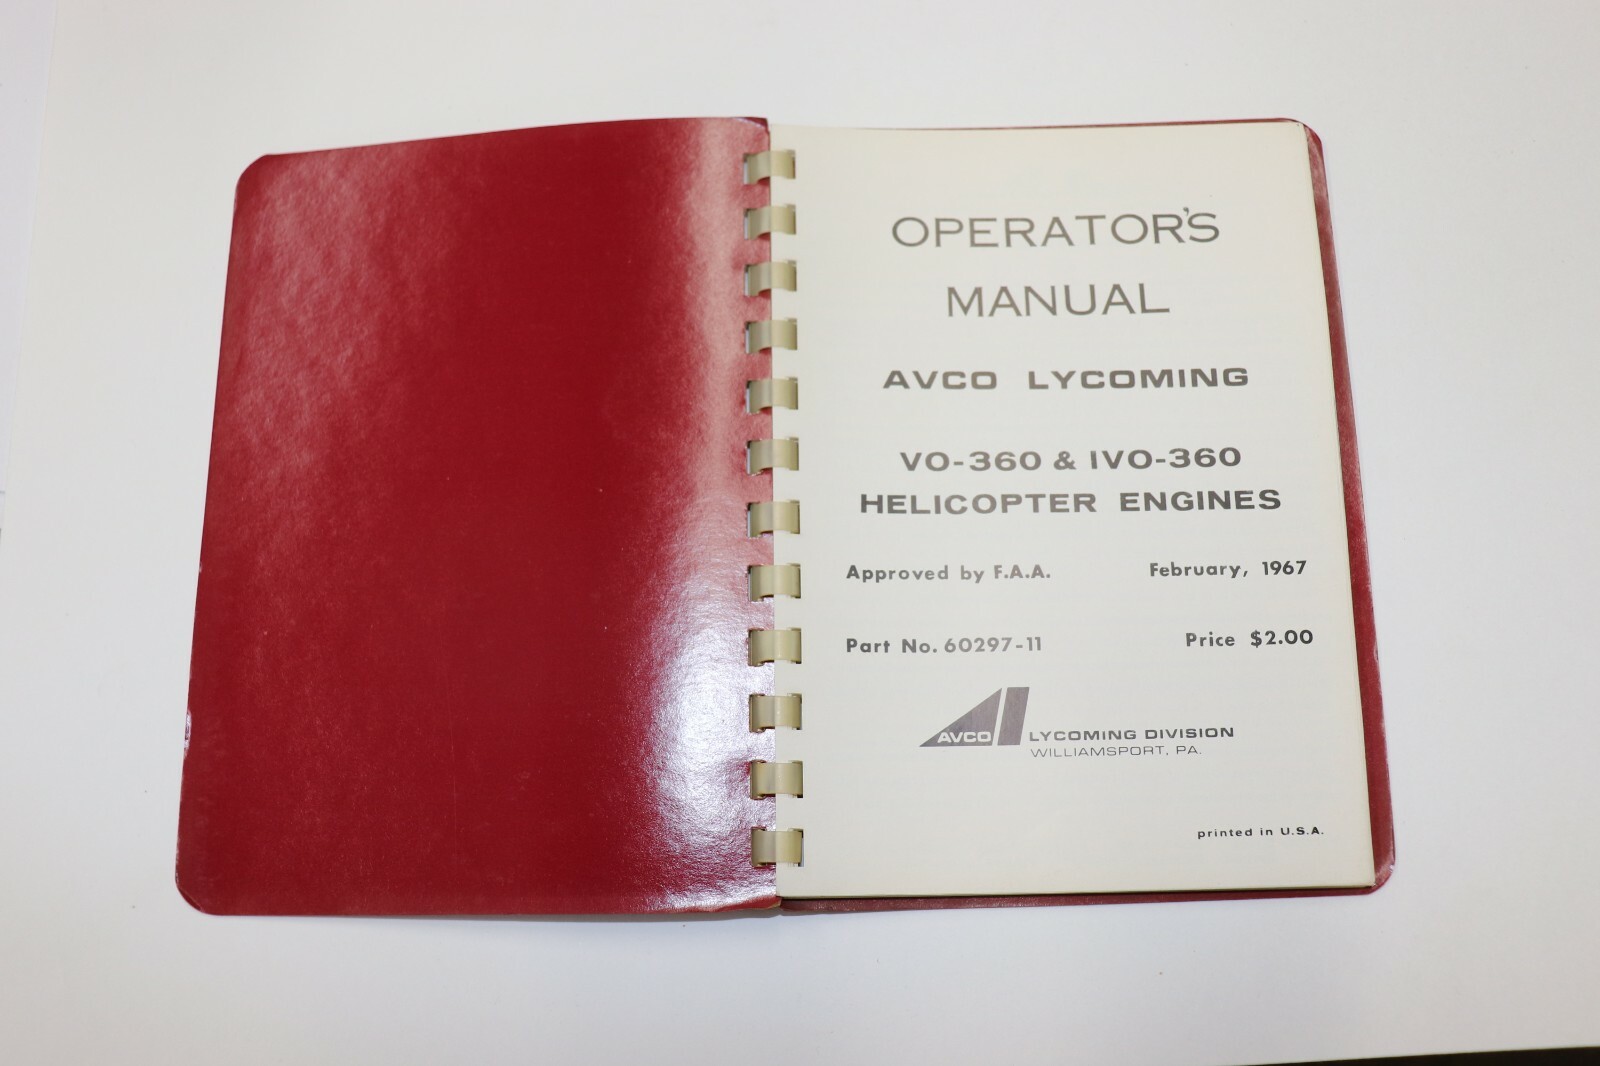 OPERATOR'S
MANUAL
AVCO LYCOMING
VO-360 & IVO-360
HELICOPTER ENGINES
Approved by F.A.A. February, 1967
Part No. 60297-11 Price $2.00
AVCO LYCOMING DIVISION
WILLIAMSPORT, PA.
printed in U.S.A.